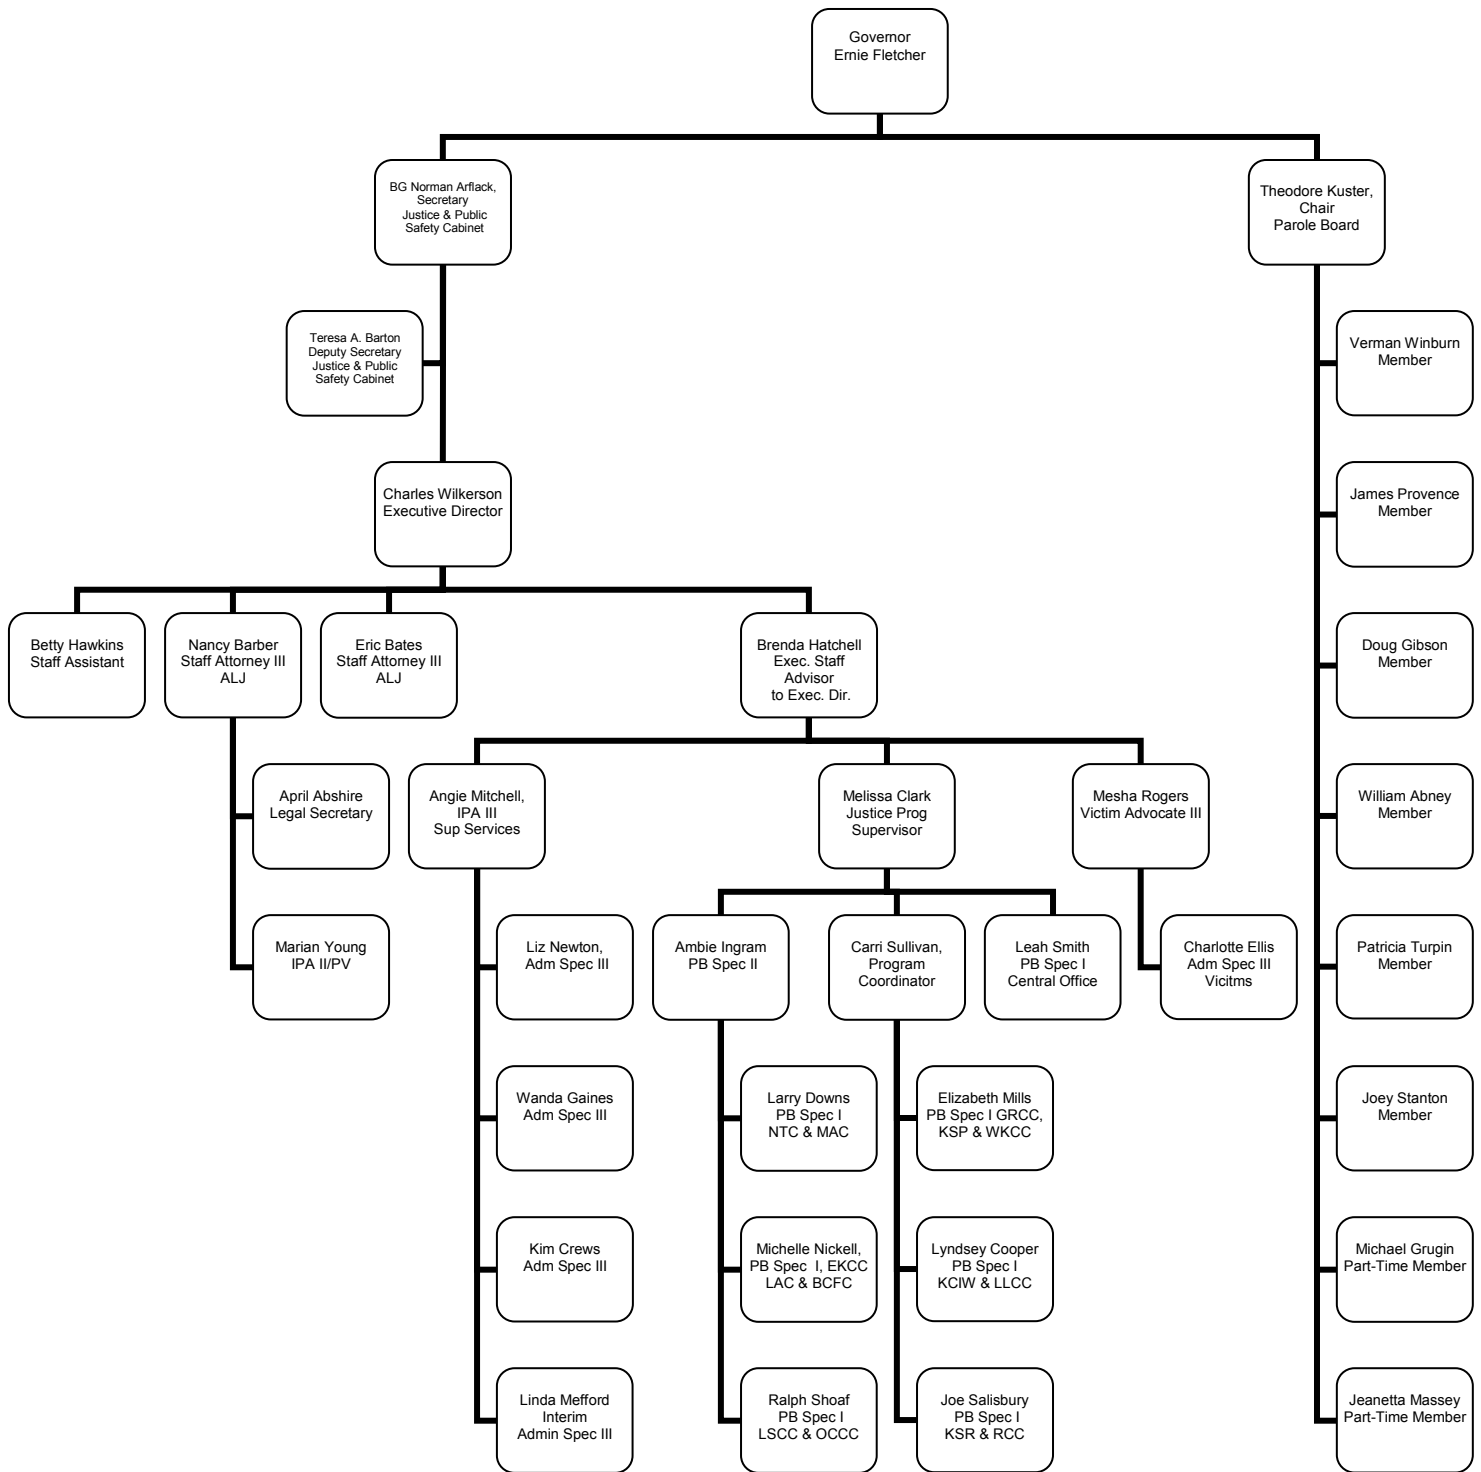 Governor
Ernie Fletcher
BG Norman Arflack,
Secretary
Justice & Public
Safety Cabinet
Theodore Kuster,
Chair
Parole Board
Teresa A. Barton
Deputy Secretary
Justice & Public
Safety Cabinet
Verman Winburn
Member
Charles Wilkerson
Executive Director
James Provence
Member
Betty Hawkins
Staff Assistant
Nancy Barber
Staff Attorney III
ALJ
Eric Bates
Staff Attorney III
ALJ
Brenda Hatchell
Exec. Staff
Advisor
to Exec. Dir.
Doug Gibson
Member
April Abshire
Legal Secretary
Angie Mitchell,
IPA III
Sup Services
Melissa Clark
Justice Prog
Supervisor
Mesha Rogers
Victim Advocate III
William Abney
Member
Marian Young
IPA II/PV
Liz Newton,
Adm Spec III
Ambie Ingram
PB Spec II
Carri Sullivan,
Program
Coordinator
Leah Smith
PB Spec I
Central Office
Charlotte Ellis
Adm Spec III
Vicitms
Patricia Turpin
Member
Wanda Gaines
Adm Spec III
Larry Downs
PB Spec I
NTC & MAC
Elizabeth Mills
PB Spec I GRCC,
KSP & WKCC
Joey Stanton
Member
Kim Crews
Adm Spec III
Michelle Nickell,
PB Spec I, EKCC
LAC & BCFC
Lyndsey Cooper
PB Spec I
KCIW & LLCC
Michael Grugin
Part-Time Member
Linda Mefford
Interim
Admin Spec III
Ralph Shoaf
PB Spec I
LSCC & OCCC
Joe Salisbury
PB Spec I
KSR & RCC
Jeanetta Massey
Part-Time Member